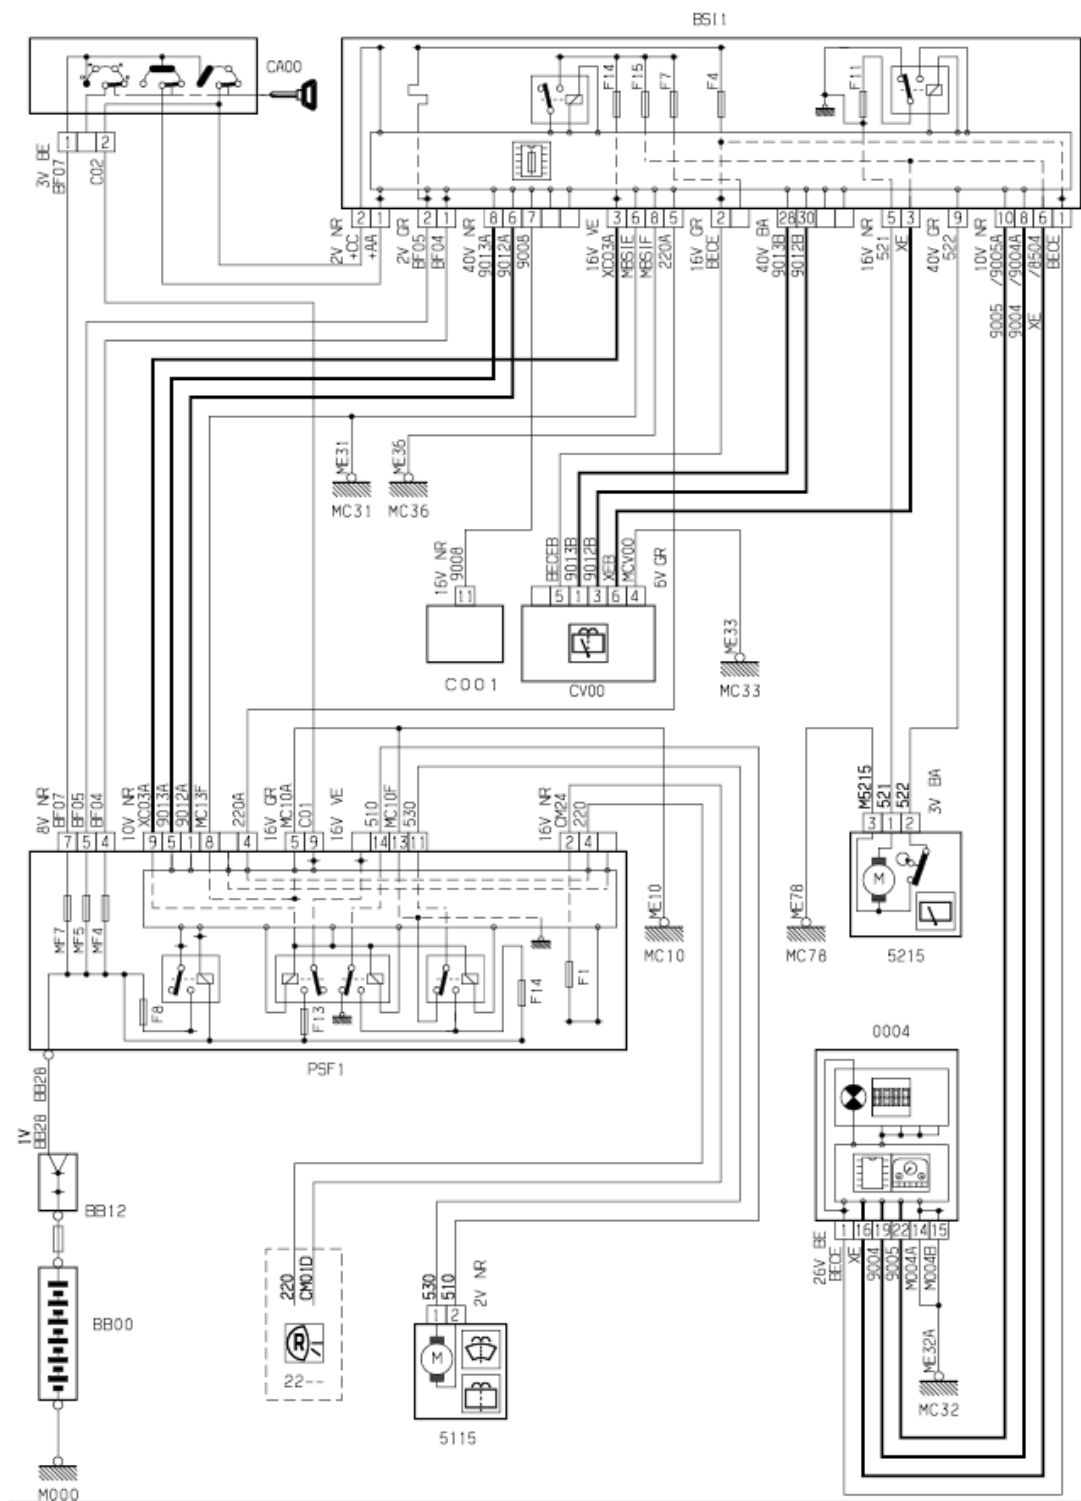 BSI1
CA00
F14
F15
F7
F4
F11
1
2
3V BE
BF07
C02
2
1
2
1
8
6
7
3
6
8
5
2
28
30
5
3
9
10
8
6
1
2V NR
+CC
+AA
2V GR
BF05
BF04
40V NR
9013A
9012A
9008
16V VE
XC03A
MBSIE
MBSIF
220A
16V GR
BECE
40V BA
9013B
9012B
16V NR
521
XE
40V GR
522
10V NR
9005 /9005A
9004 /9004A
XE /8504
BECE
ME31
MC31
ME36
MC36
16V NR
9008
11
C001
BECEB
9013B
9012B
XEB
MCV00
6V GR
5
1
3
6
4
CV00
ME33
MC33
8V NR
BF07
BF05
BF04
10V NR
XC03A
9013A
9012A
MC13F
220A
16V GR
MC10A
C01
16V VE
510
MC10F
530
16V NR
CM24
220
7
5
4
9
5
1
8
4
5
9
14
13
11
2
4
MF7
MF5
MF4
F8
F13
F14
F1
PSF1
ME10
MC10
M5215
521
522
3V BA
3
1
2
M
5215
ME78
MC78
0004
1
16
19
22
14
15
26V BE
BECE
XE
9004
9005
M004A
M004B
ME32A
MC32
BB28
1V
BB28
BB12
BB00
M000
220
CM01D
R
22--
530
510
2V NR
1
2
M
5115